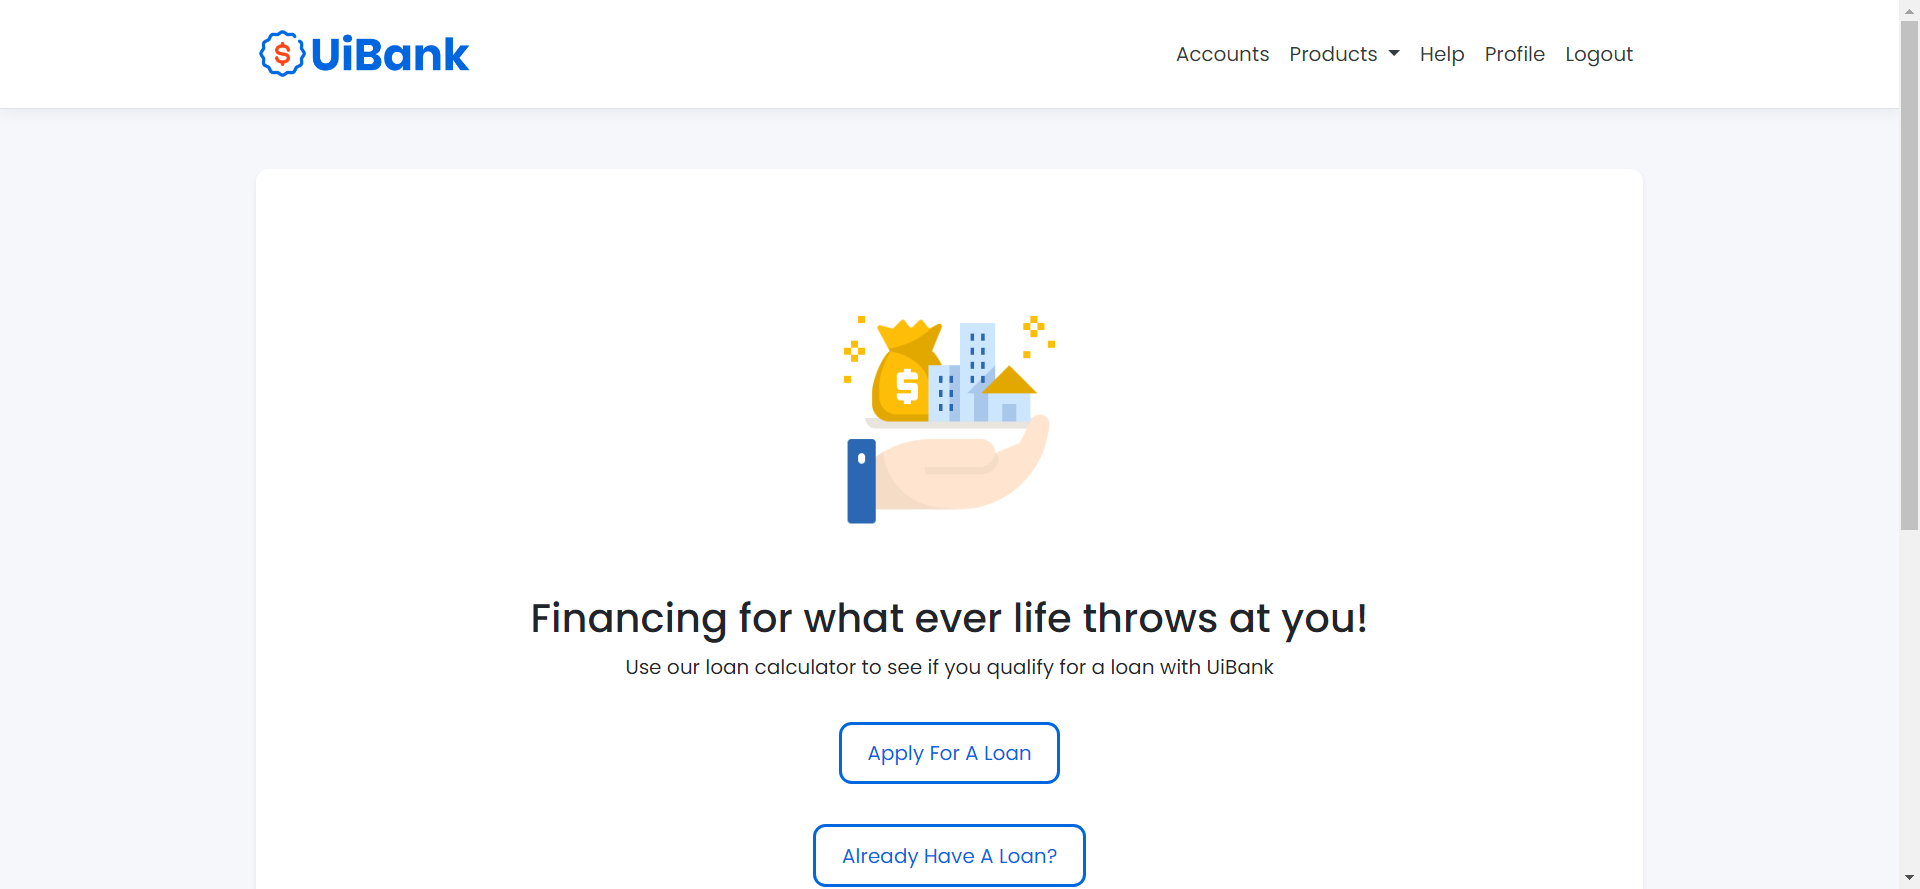 UiBank
Accounts Products Help Profile Logout
Financing for what ever life throws at you!
Use our loan calculator to see if you qualify for a loan with UiBank
Apply For A Loan
Already Have A Loan?